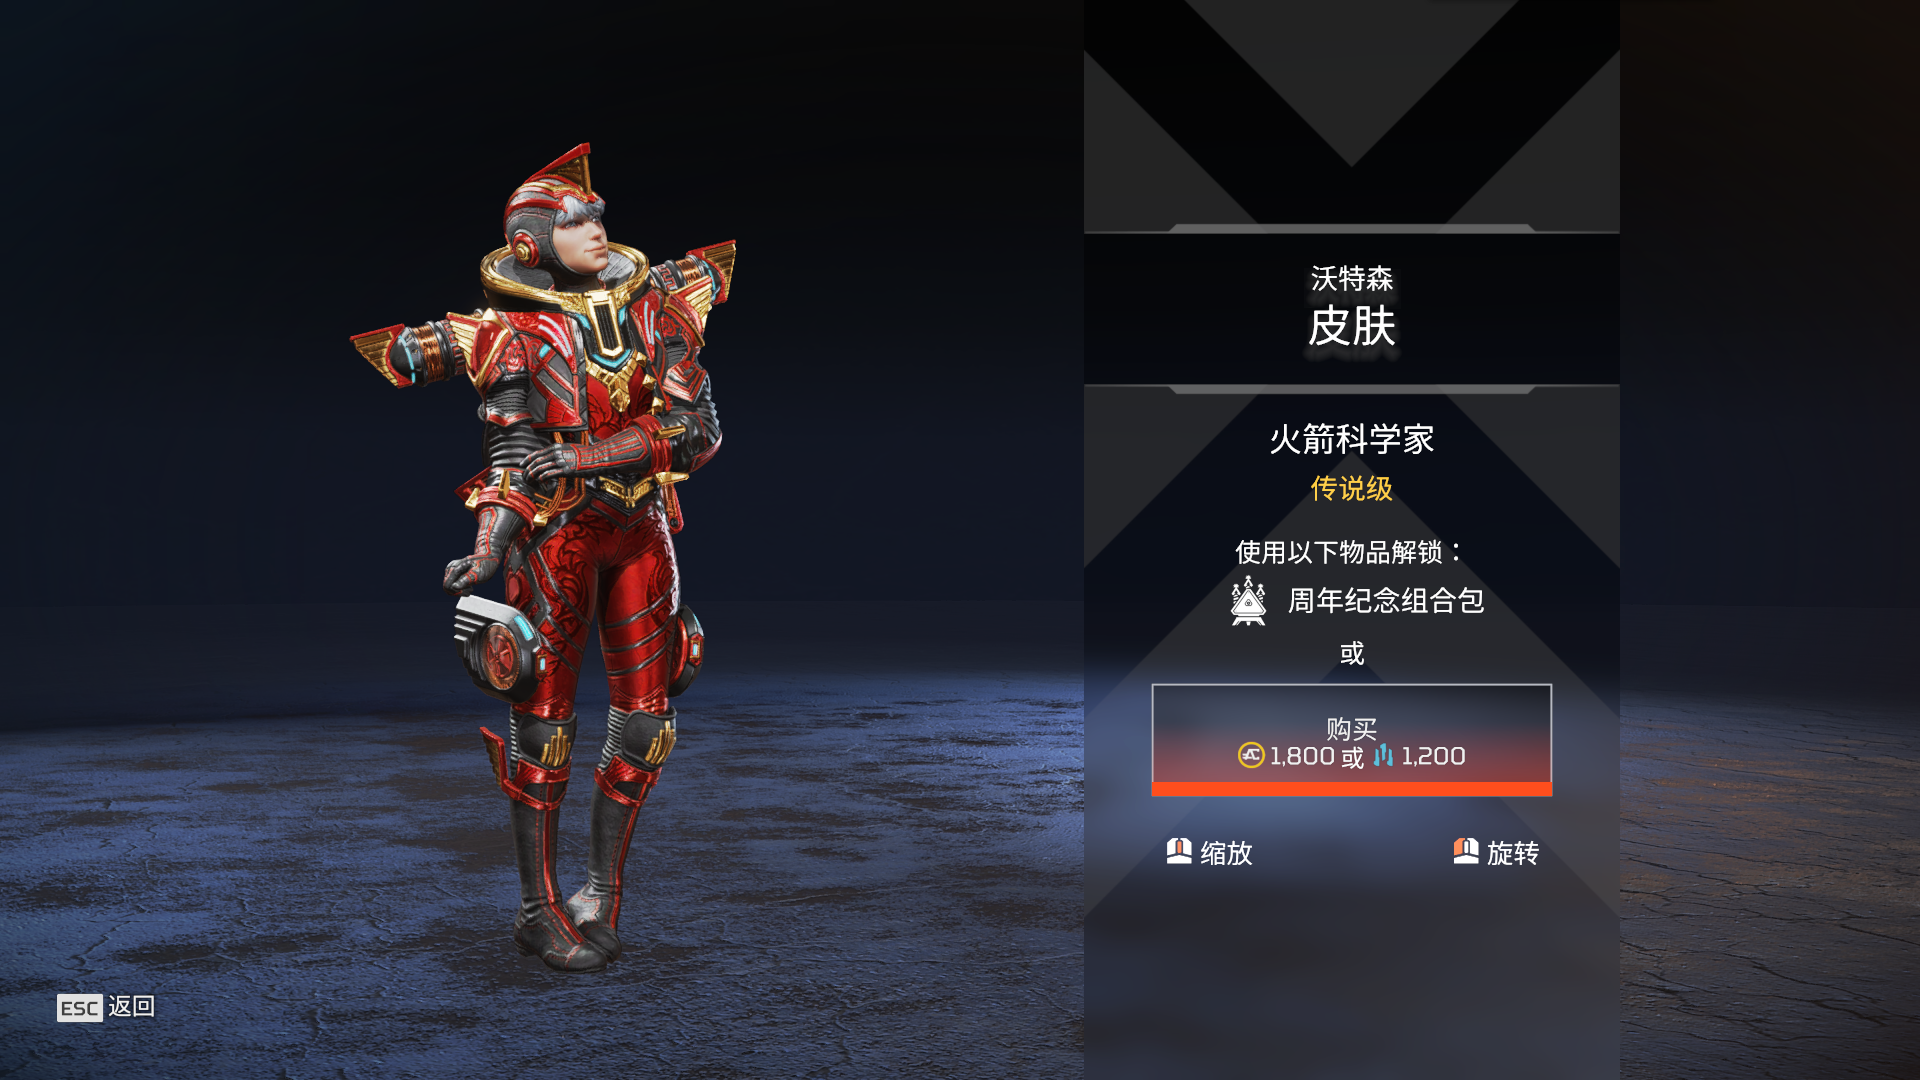 沃特森
皮肤
火箭科学家
传说级
使用以下物品解锁：
周年纪念组合包
或
购买
1,800 或 1,200
缩放
旋转
ESC 返回